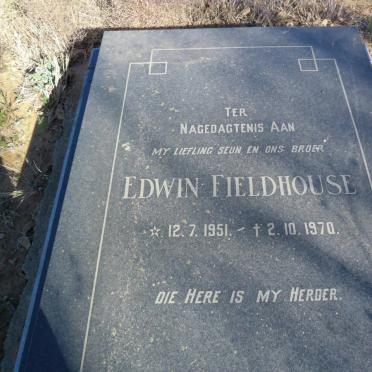 TER
NAGEDAGTENIS AAN
MY LIEFLING SEUN EN ONS BROER
EDWIN FIELDHOUSE
☆ 12.7.1951. - † 2.10.1970.
DIE HERE IS MY HERDER.